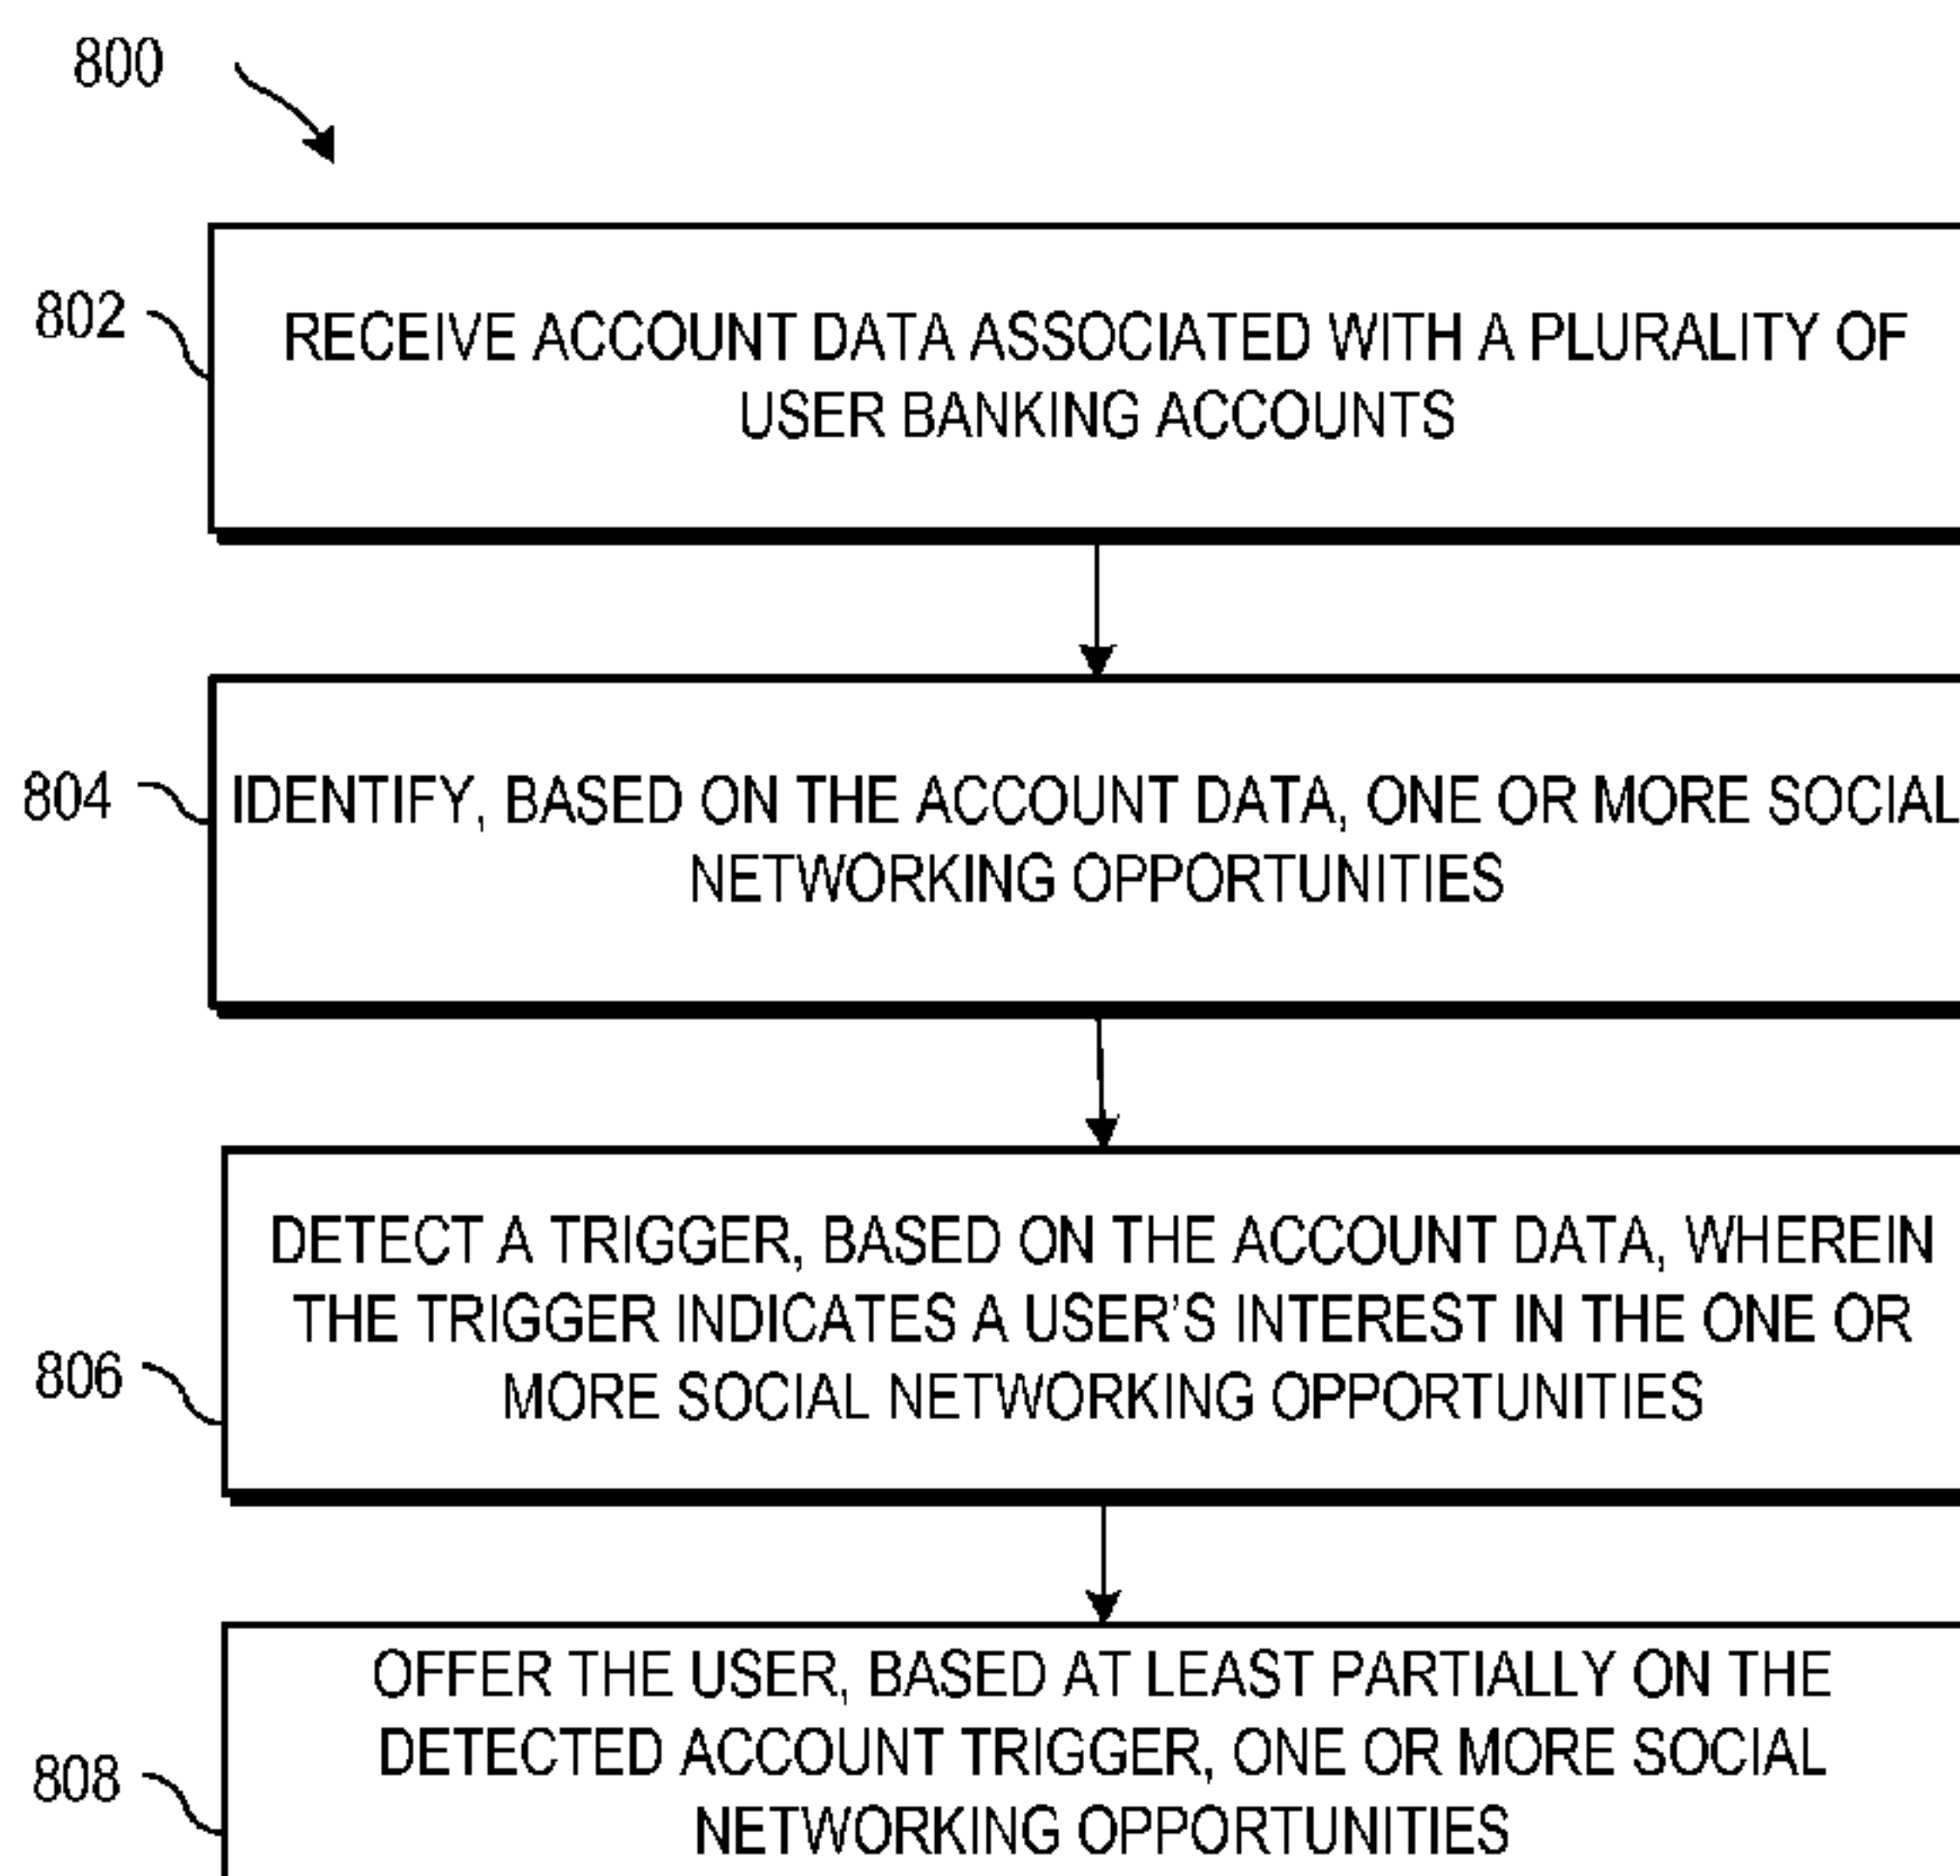 800
802
RECEIVE ACCOUNT DATA ASSOCIATED WITH A PLURALITY OF
USER BANKING ACCOUNTS
804
IDENTIFY, BASED ON THE ACCOUNT DATA, ONE OR MORE SOCIAL
NETWORKING OPPORTUNITIES
806
DETECT A TRIGGER, BASED ON THE ACCOUNT DATA, WHEREIN
THE TRIGGER INDICATES A USER'S INTEREST IN THE ONE OR
MORE SOCIAL NETWORKING OPPORTUNITIES
808
OFFER THE USER, BASED AT LEAST PARTIALLY ON THE
DETECTED ACCOUNT TRIGGER, ONE OR MORE SOCIAL
NETWORKING OPPORTUNITIES